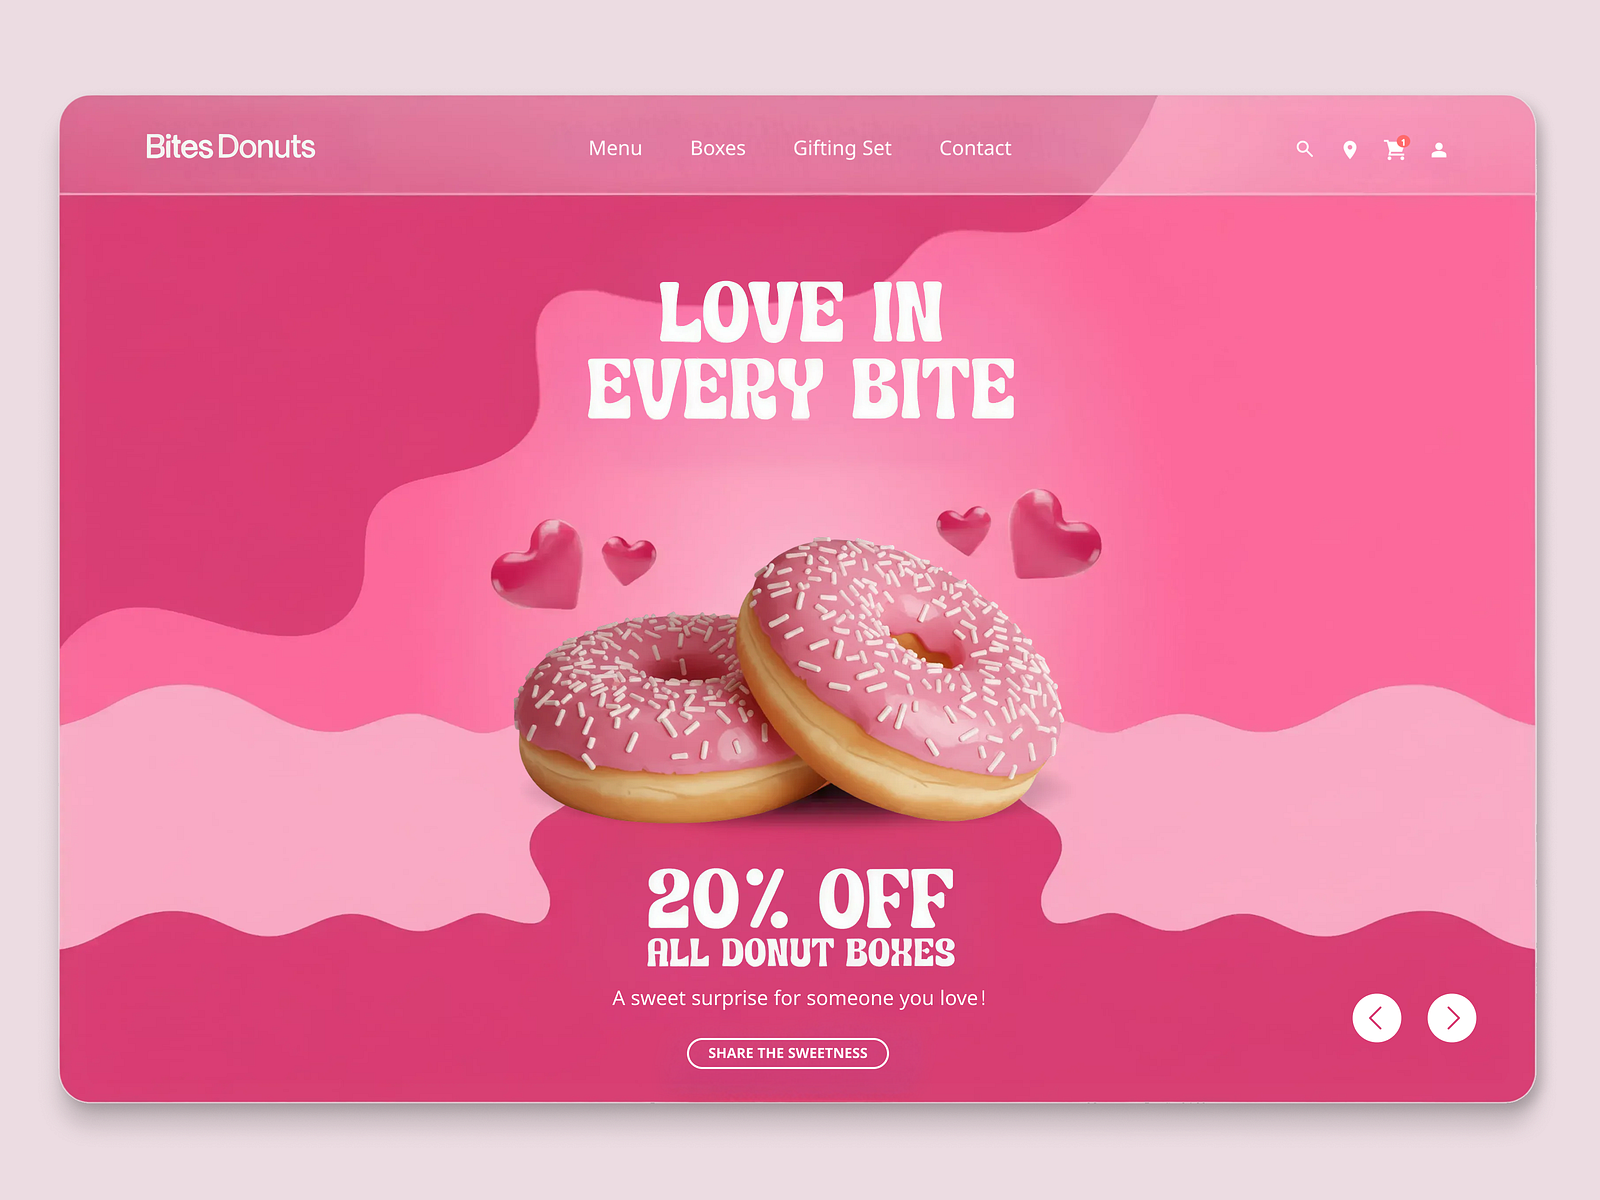 Bites Donuts
Menu
Boxes
Gifting Set
Contact
1
LOVE IN
EVERY BITE
20% OFF
ALL DONUT BOXES
A sweet surprise for someone you love!
SHARE THE SWEETNESS